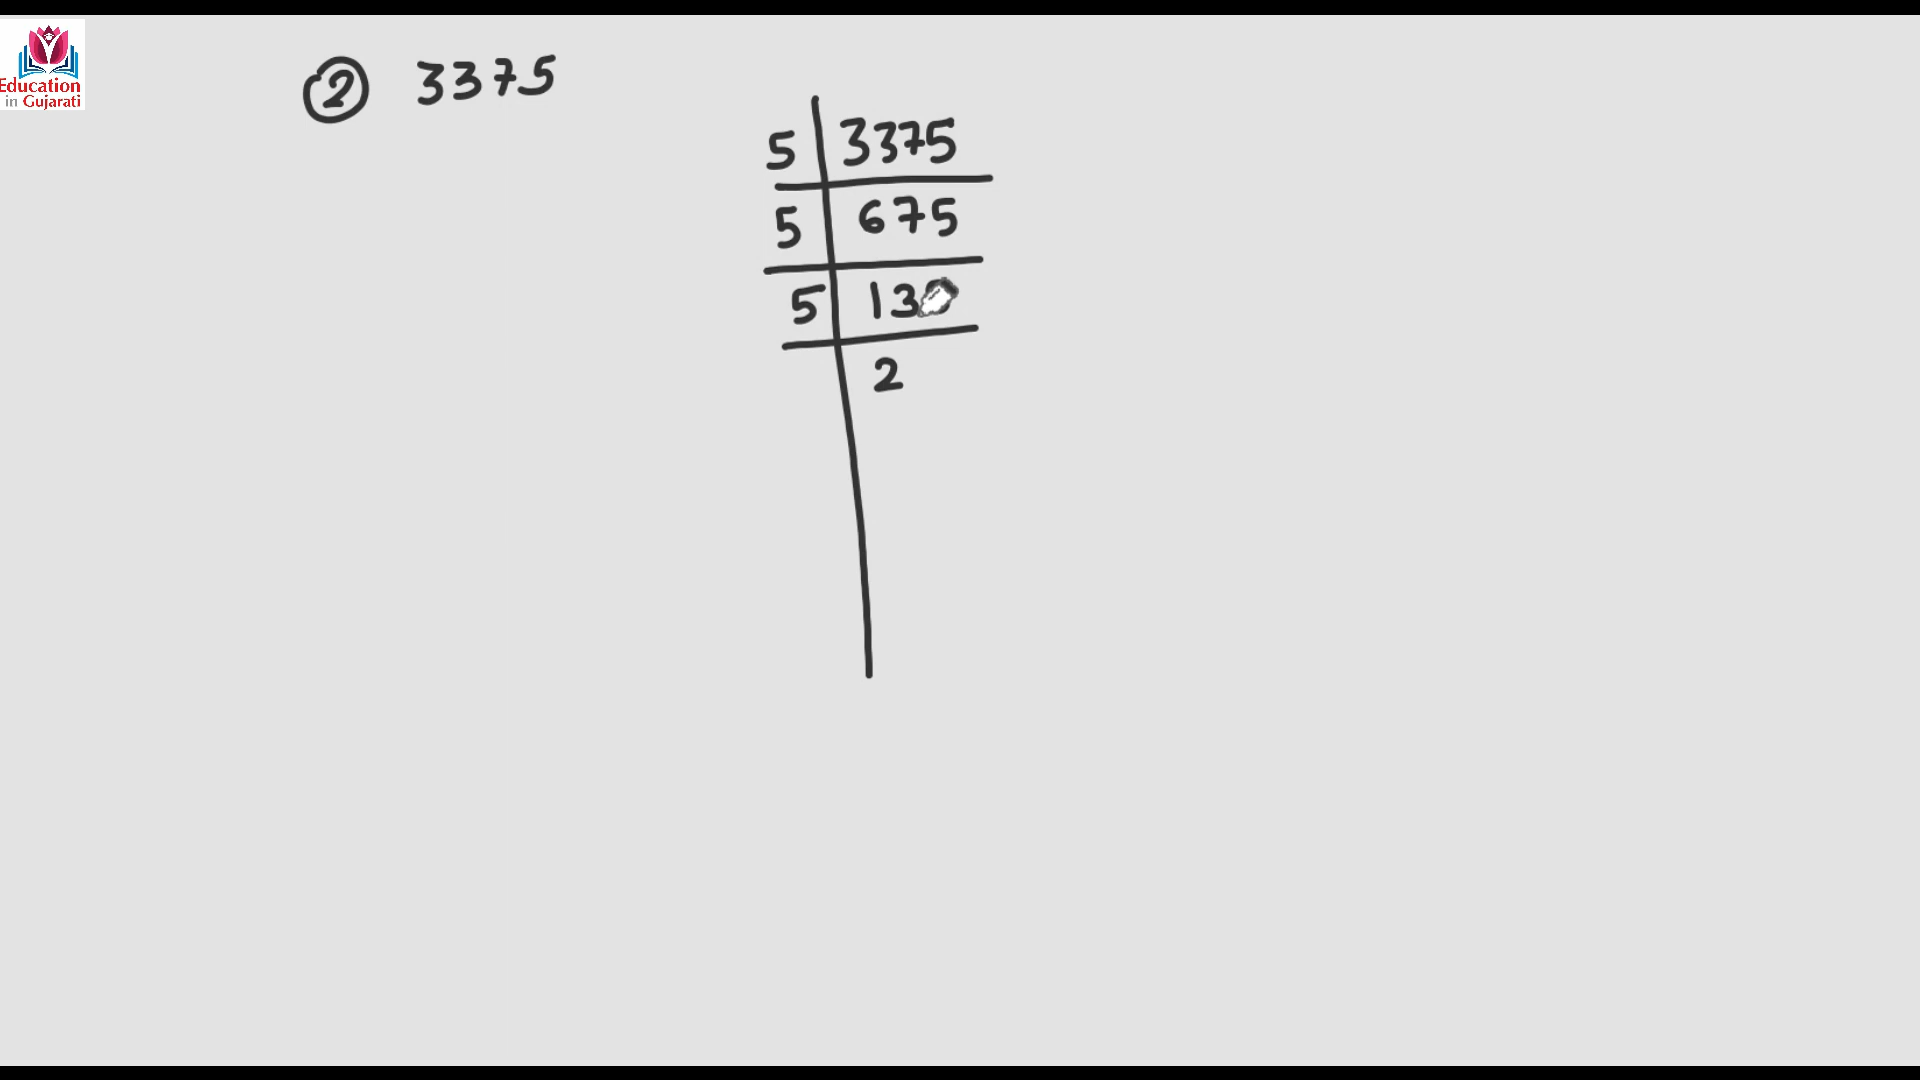 Education
in Gujarati
② 3375
5 | 3375
5 | 675
5 | 13
2